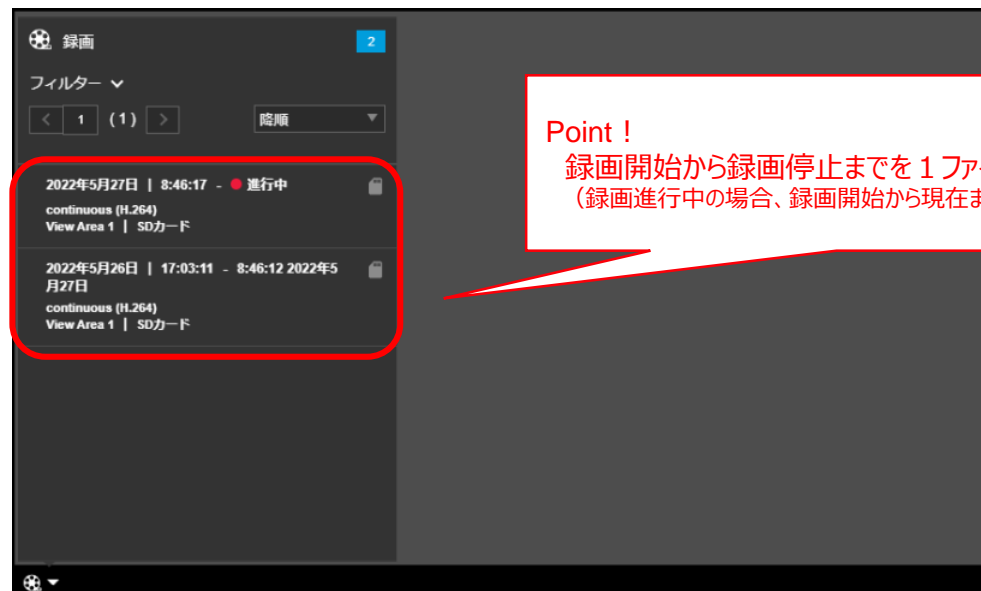 録画
2
フィルター
1 (1)
降順
2022年5月27日 | 8:46:17 - 進行中
continuous (H.264)
View Area 1 | SDカード
2022年5月26日 | 17:03:11 - 8:46:12 2022年5
月27日
continuous (H.264)
View Area 1 | SDカード
Point！
録画開始から録画停止までを１ファ
（録画進行中の場合、録画開始から現在ま